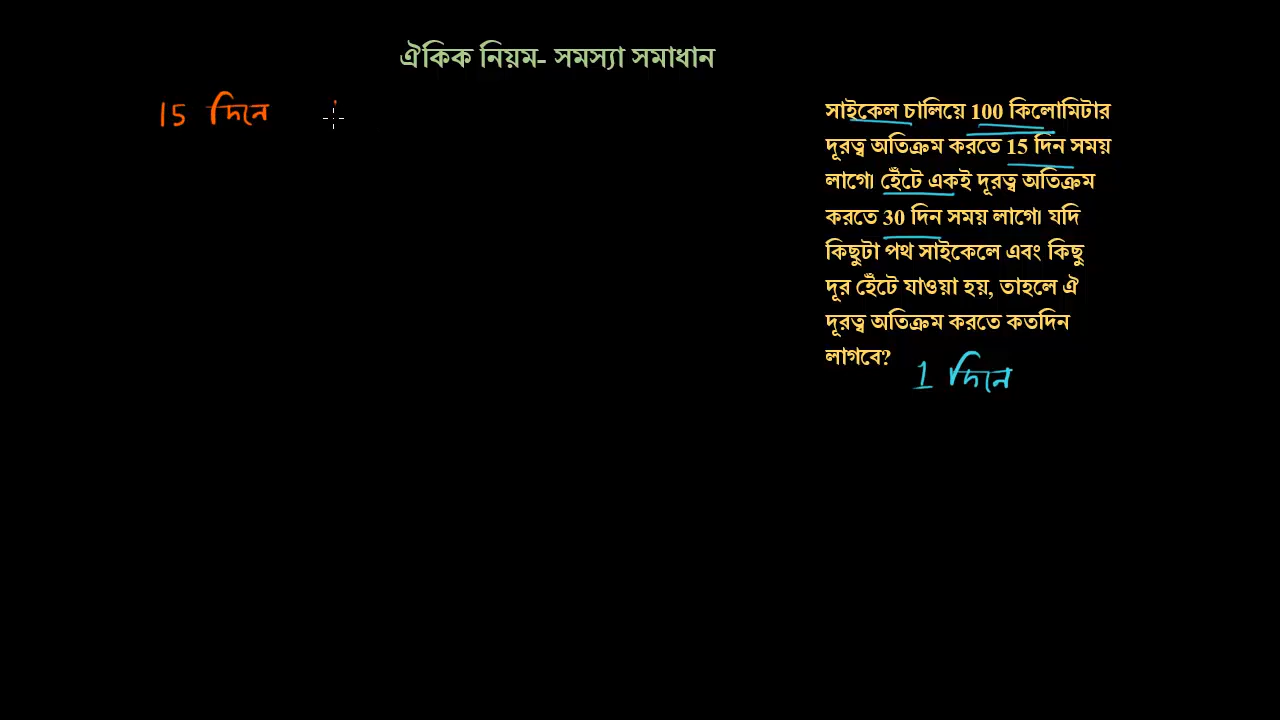 ঐকিক নিয়ম- সমস্যা সমাধান
15 দিনে
সাইকেল চালিয়ে 100 কিলোমিটার
দূরত্ব অতিক্রম করতে 15 দিন সময়
লাগে। হেঁটে একই দূরত্ব অতিক্রম
করতে 30 দিন সময় লাগে। যদি
কিছুটা পথ সাইকেলে এবং কিছু
দূর হেঁটে যাওয়া হয়, তাহলে ঐ
দূরত্ব অতিক্রম করতে কতদিন
লাগবে?
1 দিনে